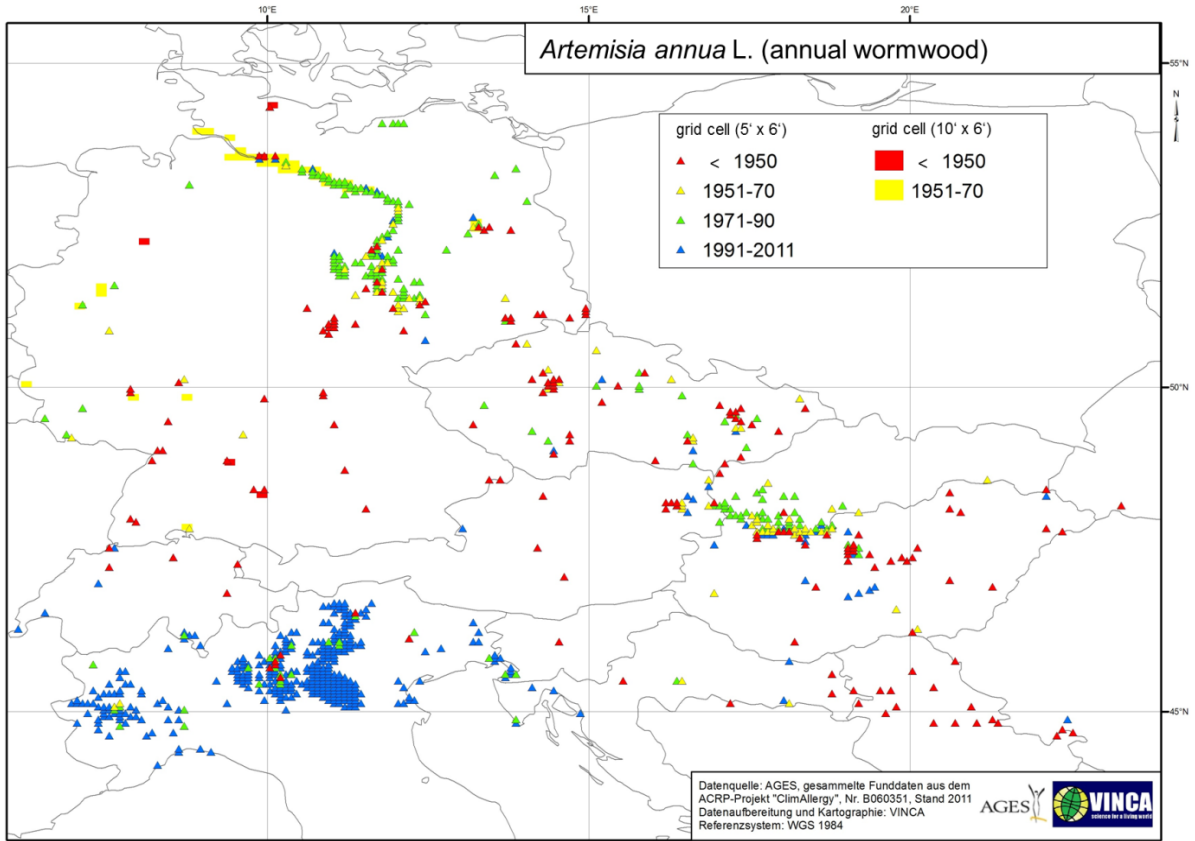 10°E
15°E
20°E
Artemisia annua L. (annual wormwood)
55°N
N
grid cell (5' x 6')
grid cell (10' x 6')
< 1950
< 1950
1951-70
1951-70
1971-90
1991-2011
50°N
45°N
Datenquelle: AGES, gesammelte Funddaten aus dem
ACRP-Projekt "ClimAllergy", Nr. B060351, Stand 2011
Datenaufbereitung und Kartographie: VINCA
Referenzsystem: WGS 1984
AGES
VINCA
science for a living world